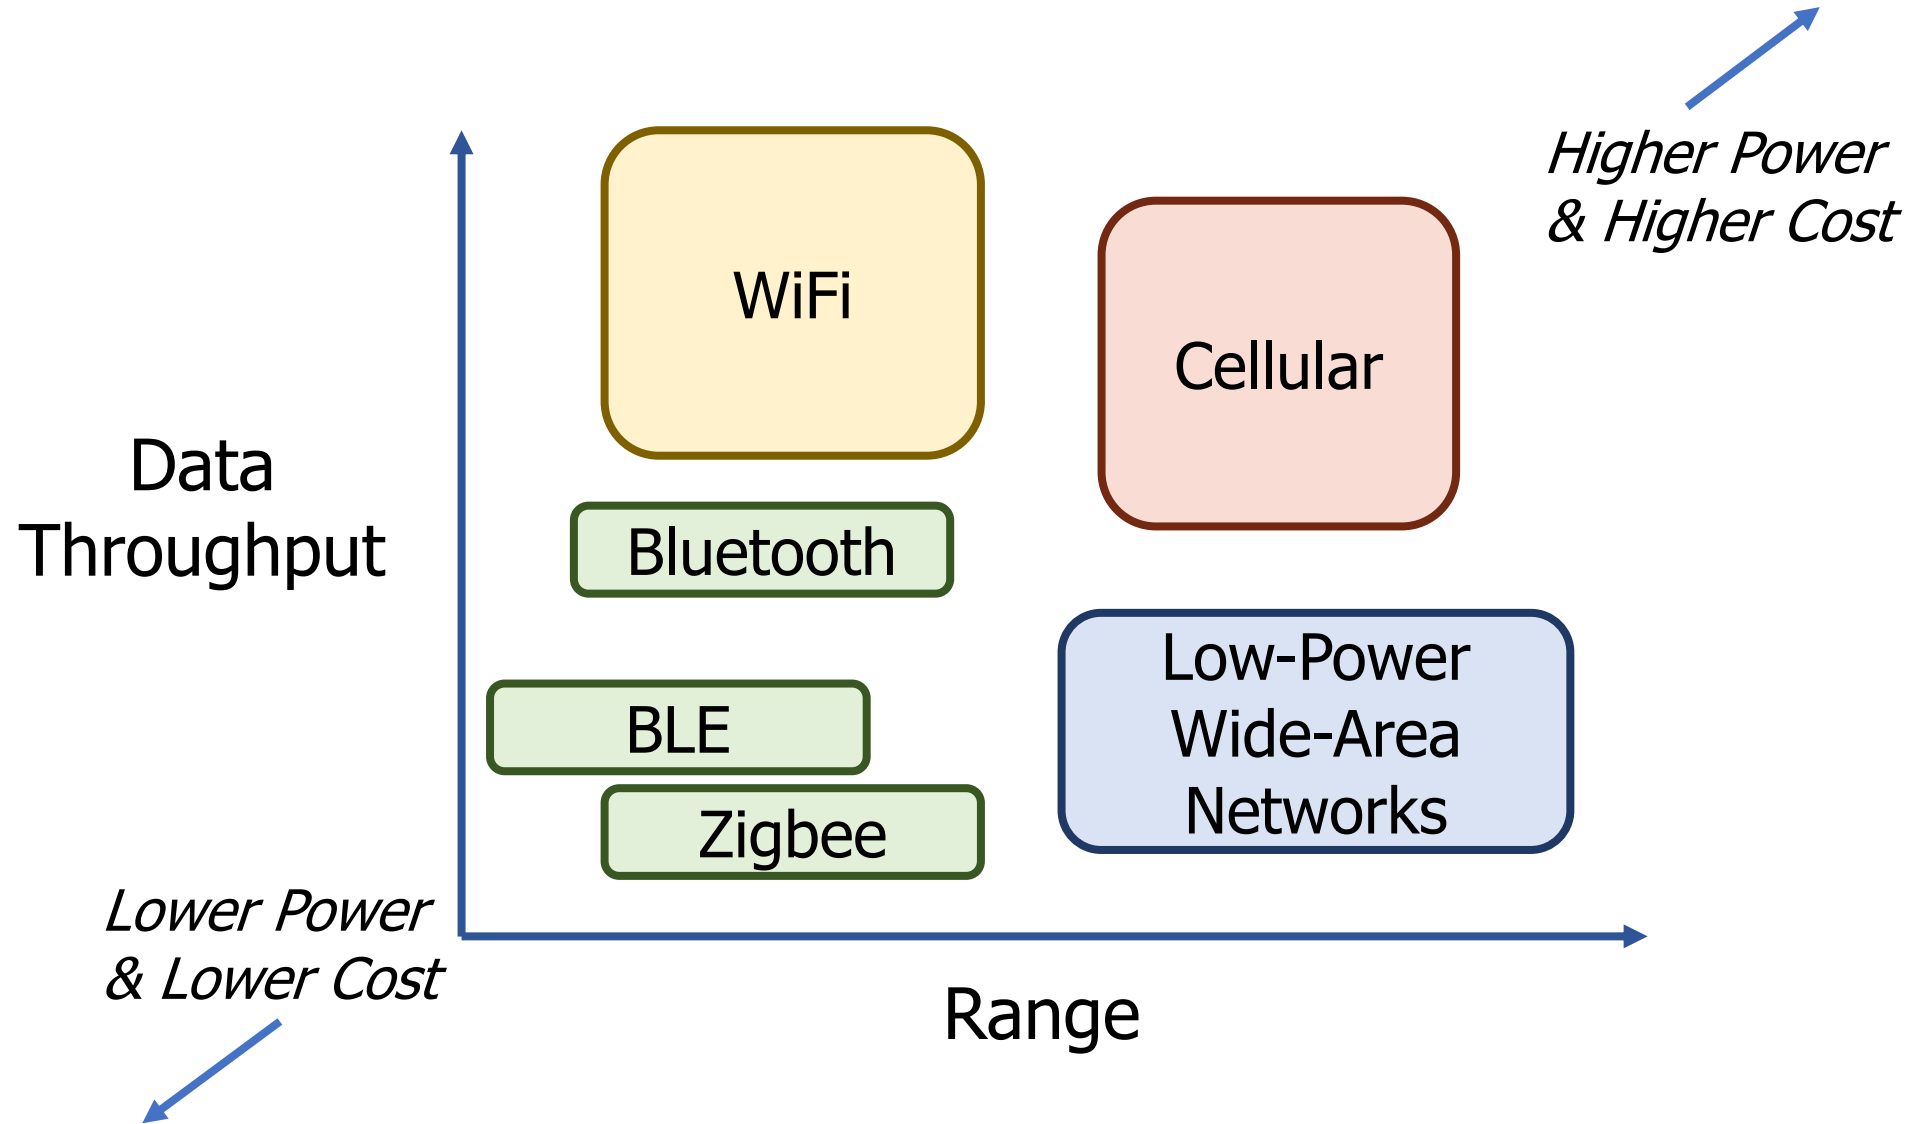 Higher Power
& Higher Cost
WiFi
Cellular
Data
Throughput
Bluetooth
Low-Power
Wide-Area
Networks
BLE
Zigbee
Lower Power
& Lower Cost
Range